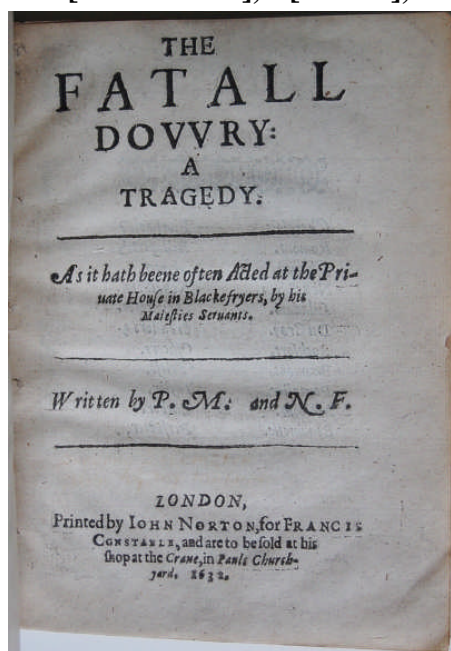 THE
FATALL
DOVVRY:
A
TRAGEDY.
As it hath beene often Acted at the Pri-
uate House in Blackefryers, by his
Maiesties Seruants.
Written by P. M. and N. F.
LONDON,
Printed by IOHN NORTON, for FRANCIS
CONSTABLE, and are to be sold at his
shop at the Crane, in Pauls Church-
yard. 1632.